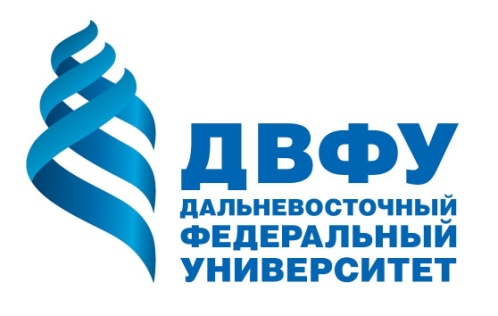 ДВФУ
ДАЛЬНЕВОСТОЧНЫЙ
ФЕДЕРАЛЬНЫЙ
УНИВЕРСИТЕТ